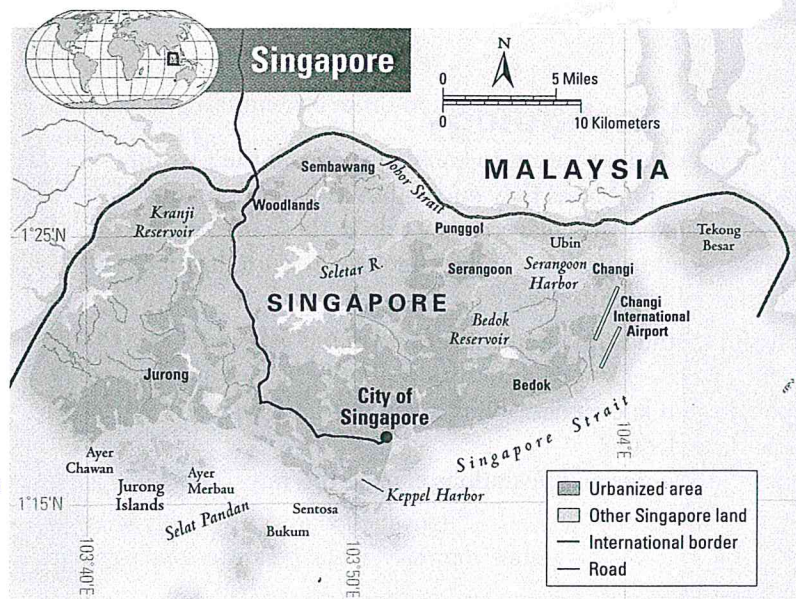 Singapore
N
0 5 Miles
0 10 Kilometers
MALAYSIA
Johor Strait
Sembawang
Woodlands
Kranji
Reservoir
1°25'N
Punggol
Ubin
Tekong
Besar
Seletar R.
Serangoon
Serangoon
Harbor
Changi
SINGAPORE
Changi
International
Airport
Bedok
Reservoir
Jurong
Bedok
City of
Singapore
Singapore Strait
104°E
Ayer
Chawan
Jurong
Islands
Ayer
Merbau
Keppel Harbor
1°15'N
Selat Pandan
Sentosa
Bukum
103°40'E
103°50'E
Urbanized area
Other Singapore land
International border
Road